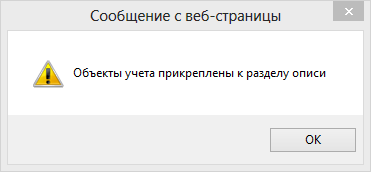 Сообщение с веб-страницы
Объекты учета прикреплены к разделу описи
OK